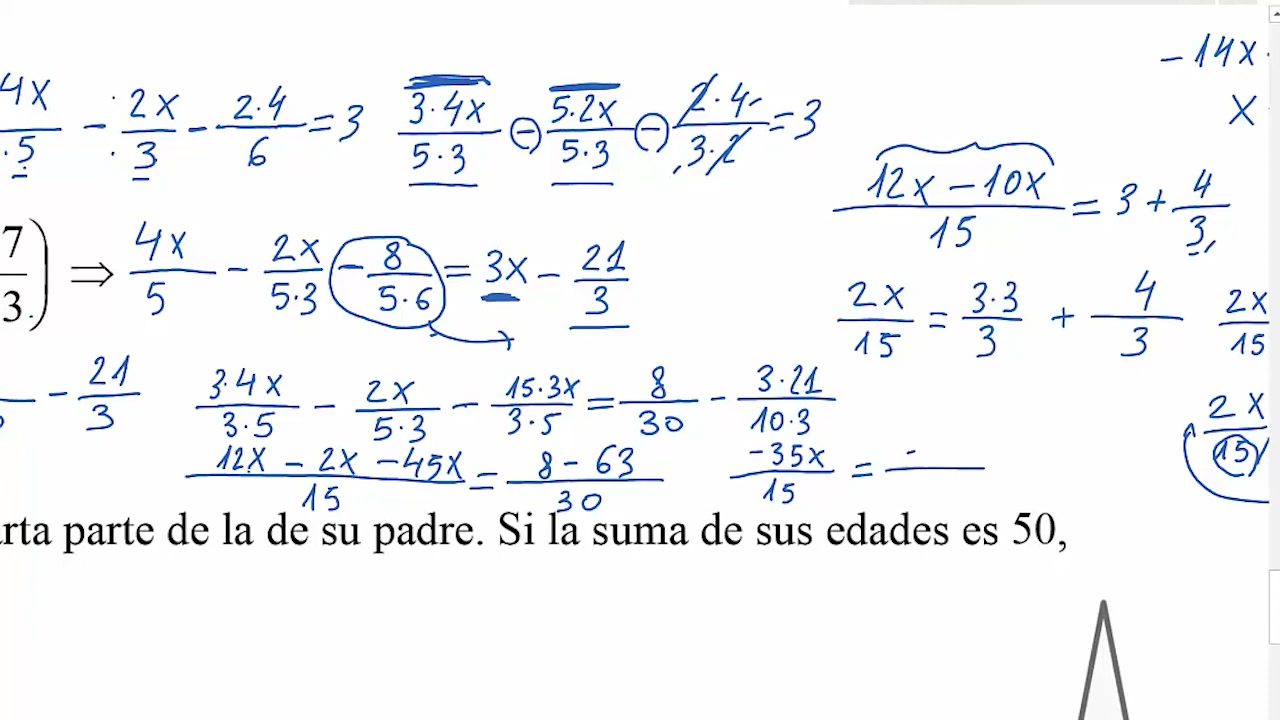 4x/.5 - 2x/3 - 2.4/6 = 3   3.4x/5.3 - 5.2x/5.3 - 2.4/3.2 = 3
-14x
x
12x - 10x/15 = 3 + 4/3
7/3.) ⇒ 4x/5 - 2x/5.3 - 8/5.6 = 3x - 21/3
2x/15 = 3.3/3 + 4/3   2x/15
- 21/3   3.4x/3.5 - 2x/5.3 - 15.3x/3.5 = 8/30 - 3.21/10.3
2x/15
12x - 2x - 45x/15 = 8 - 63/30   -35x/15 = -
rta parte de la de su padre. Si la suma de sus edades es 50,